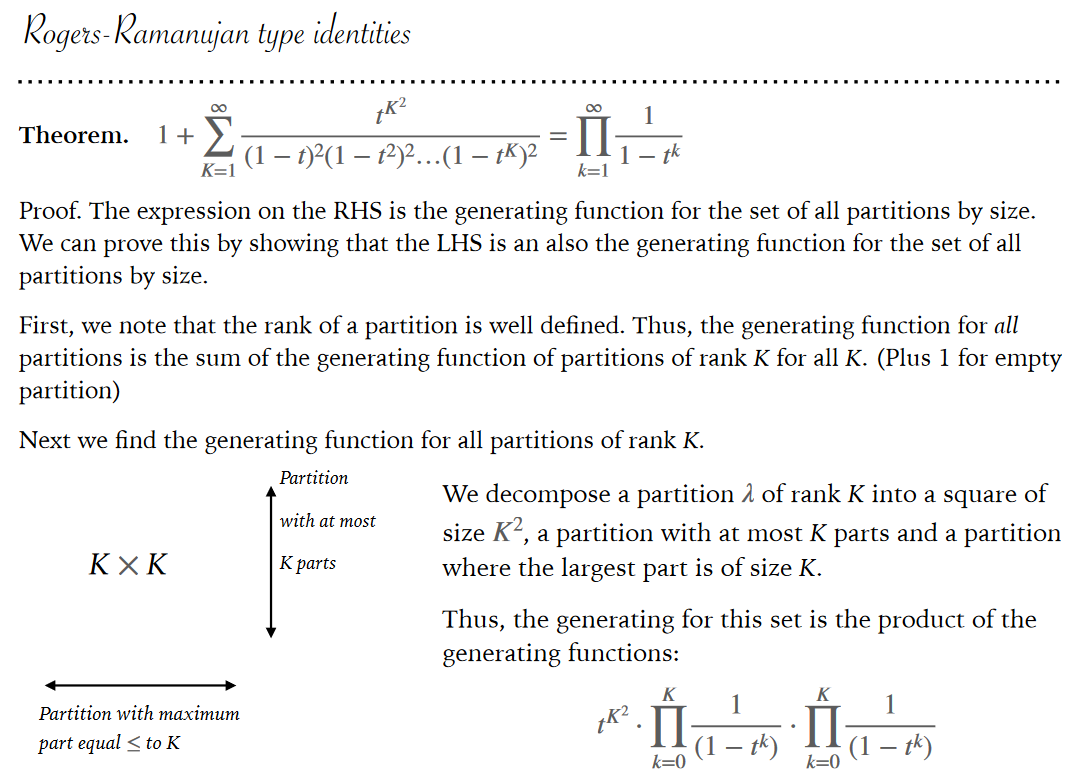 Rogers-Ramanujan type identities
Theorem. $1 + \sum_{K=1}^{\infty} \frac{t^{K^2}}{(1-t)^2(1-t^2)^2\ldots(1-t^K)^2} = \prod_{k=1}^{\infty} \frac{1}{1-t^k}$
Proof. The expression on the RHS is the generating function for the set of all partitions by size.
We can prove this by showing that the LHS is an also the generating function for the set of all
partitions by size.
First, we note that the rank of a partition is well defined. Thus, the generating function for all
partitions is the sum of the generating function of partitions of rank K for all K. (Plus 1 for empty
partition)
Next we find the generating function for all partitions of rank K.
Partition
with at most
K parts
K × K
Partition with maximum
part equal ≤ to K
We decompose a partition λ of rank K into a square of
size $K^2$, a partition with at most K parts and a partition
where the largest part is of size K.
Thus, the generating for this set is the product of the
generating functions:
$t^{K^2} \cdot \prod_{k=0}^{K} \frac{1}{(1-t^k)} \cdot \prod_{k=0}^{K} \frac{1}{(1-t^k)}$